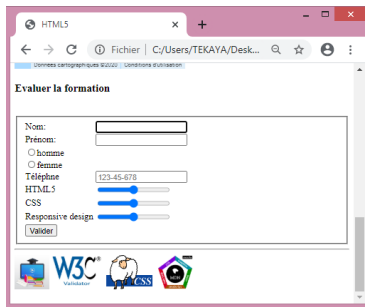 HTML5
Fichier C:/Users/TEKAYA/Desk...
Données cartographiques ©2020 Conditions d'utilisation
Evaluer la formation
Nom:
Prénom:
homme
femme
Téléphne 123-45-678
HTML5
CSS
Responsive design
Valider
W3C
Validator
CSS